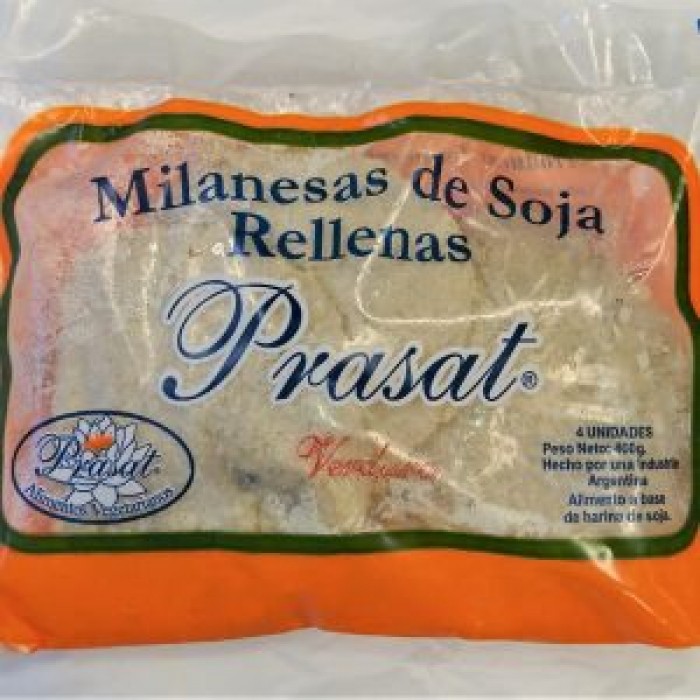 Milanesas de Soja
Rellenas
Prasat®
Verdura
Prasat
Alimentos Vegetarianos
4 UNIDADES
Peso Neto: 400g.
Hecho por una Industria
Argentina
Alimento a base
de harina de soja.